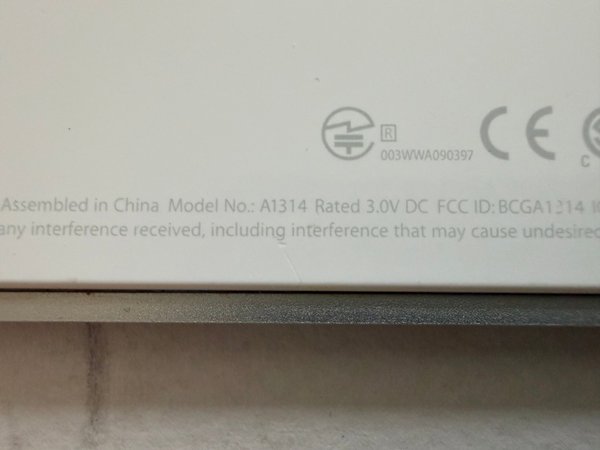 R
003WWA090397
CE
C
Assembled in China Model No.: A1314 Rated 3.0V DC FCC ID: BCGA1314
any interference received, including interference that may cause undesired